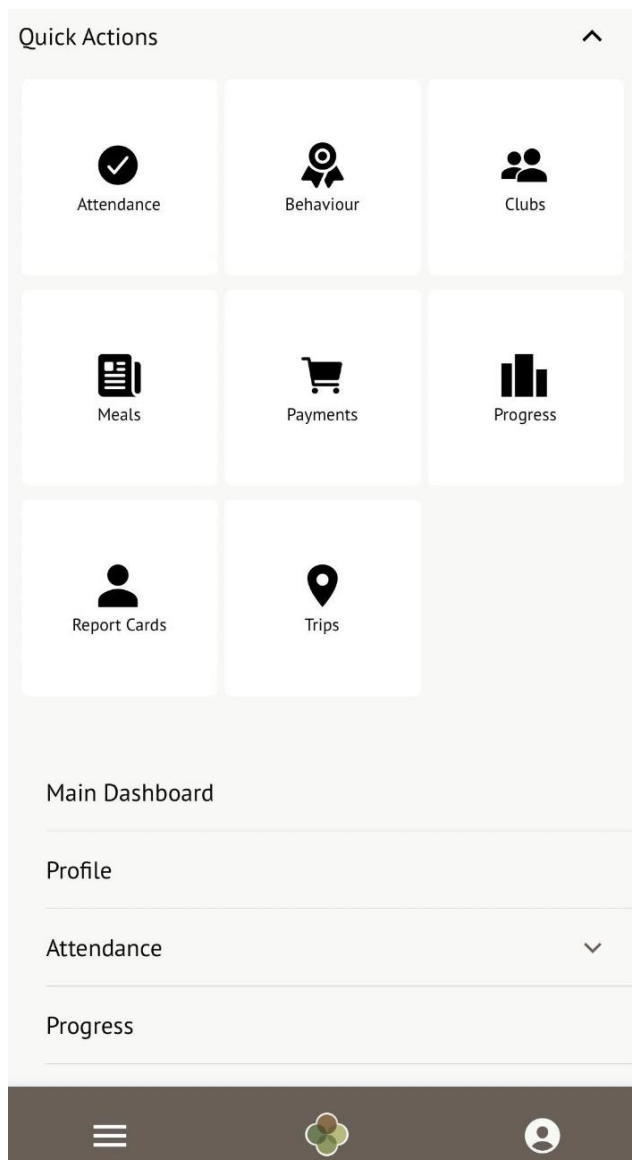 Quick Actions
Attendance
Behaviour
Clubs
Meals
Payments
Progress
Report Cards
Trips
Main Dashboard
Profile
Attendance
Progress